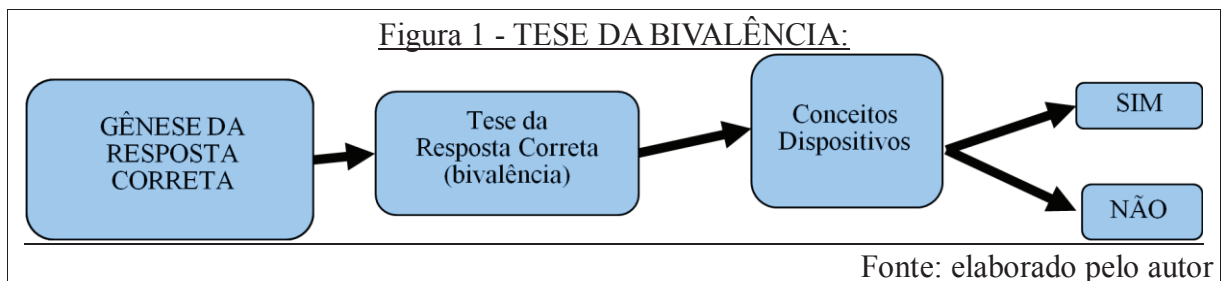 Figura 1 - TESE DA BIVALÊNCIA:
GÊNESE DA
RESPOSTA
CORRETA
Tese da
Resposta Correta
(bivalência)
Conceitos
Dispositivos
SIM
NÃO
Fonte: elaborado pelo autor